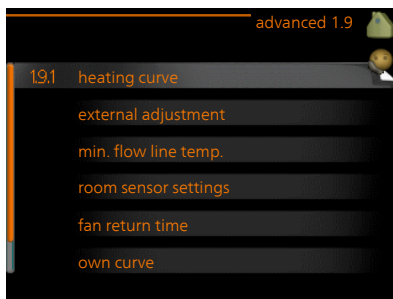 advanced 1.9
1.9.1 heating curve
external adjustment
min. flow line temp.
room sensor settings
fan return time
own curve